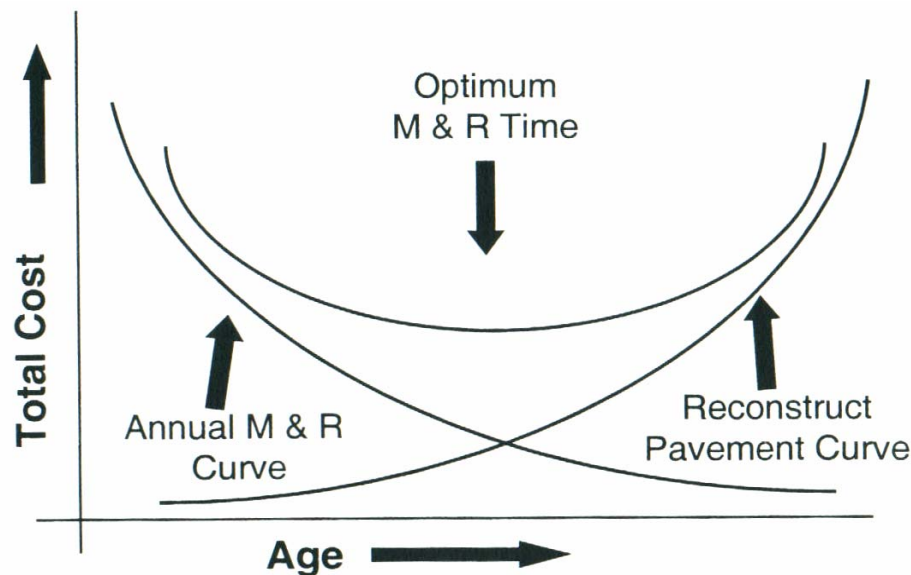 Optimum
M & R Time
Total Cost
Annual M & R
Curve
Reconstruct
Pavement Curve
Age